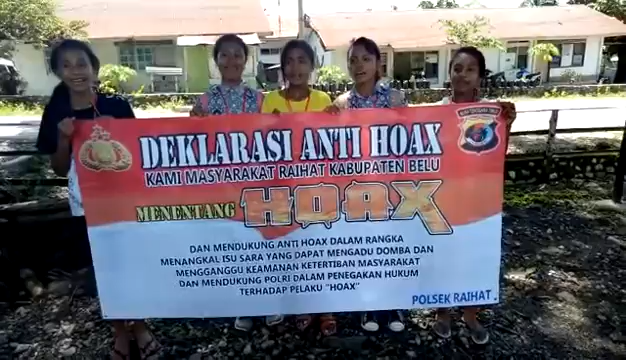 DEKLARASI ANTI HOAX
KAMI MASYARAKAT RAIHAT KABUPATEN BELU
MENENTANG HOAX
DAN MENDUKUNG ANTI HOAX DALAM RANGKA
MENANGKAL ISU SARA YANG DAPAT MENGADU DOMBA DAN
MENGGANGGU KEAMANAN KETERTIBAN MASYARAKAT
DAN MENDUKUNG POLRI DALAM PENEGAKAN HUKUM
TERHADAP PELAKU "HOAX"
POLSEK RAIHAT.